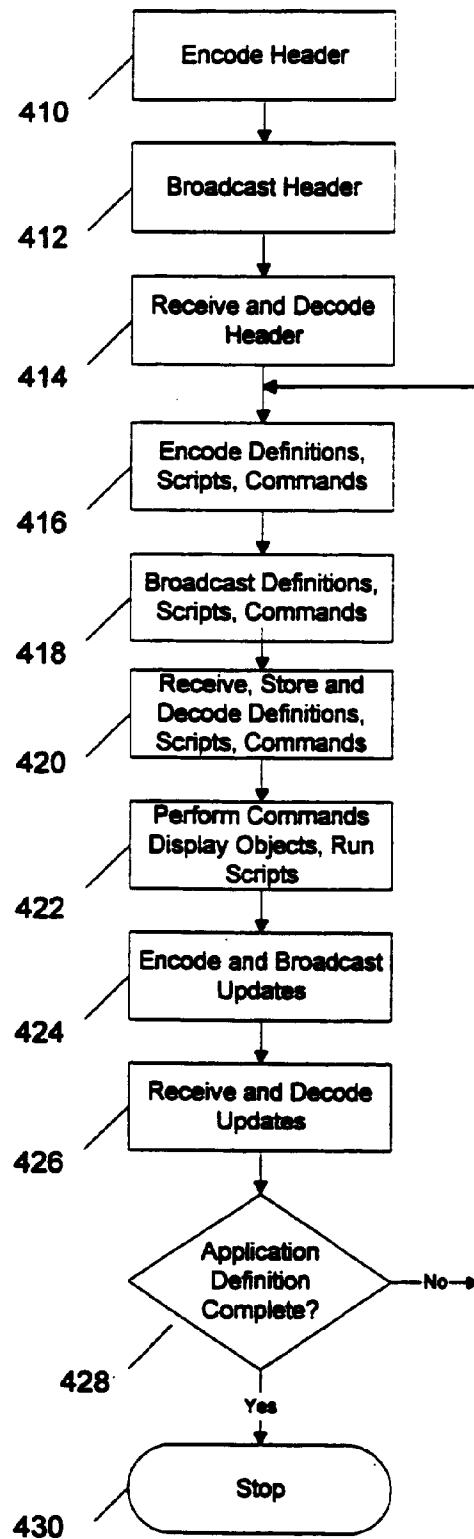 Encode Header
410
Broadcast Header
412
Receive and Decode
Header
414
Encode Definitions,
Scripts, Commands
416
Broadcast Definitions,
Scripts, Commands
418
Receive, Store and
Decode Definitions,
Scripts, Commands
420
Perform Commands
Display Objects, Run
Scripts
422
Encode and Broadcast
Updates
424
Receive and Decode
Updates
426
Application
Definition
Complete?
No
428
Yes
Stop
430